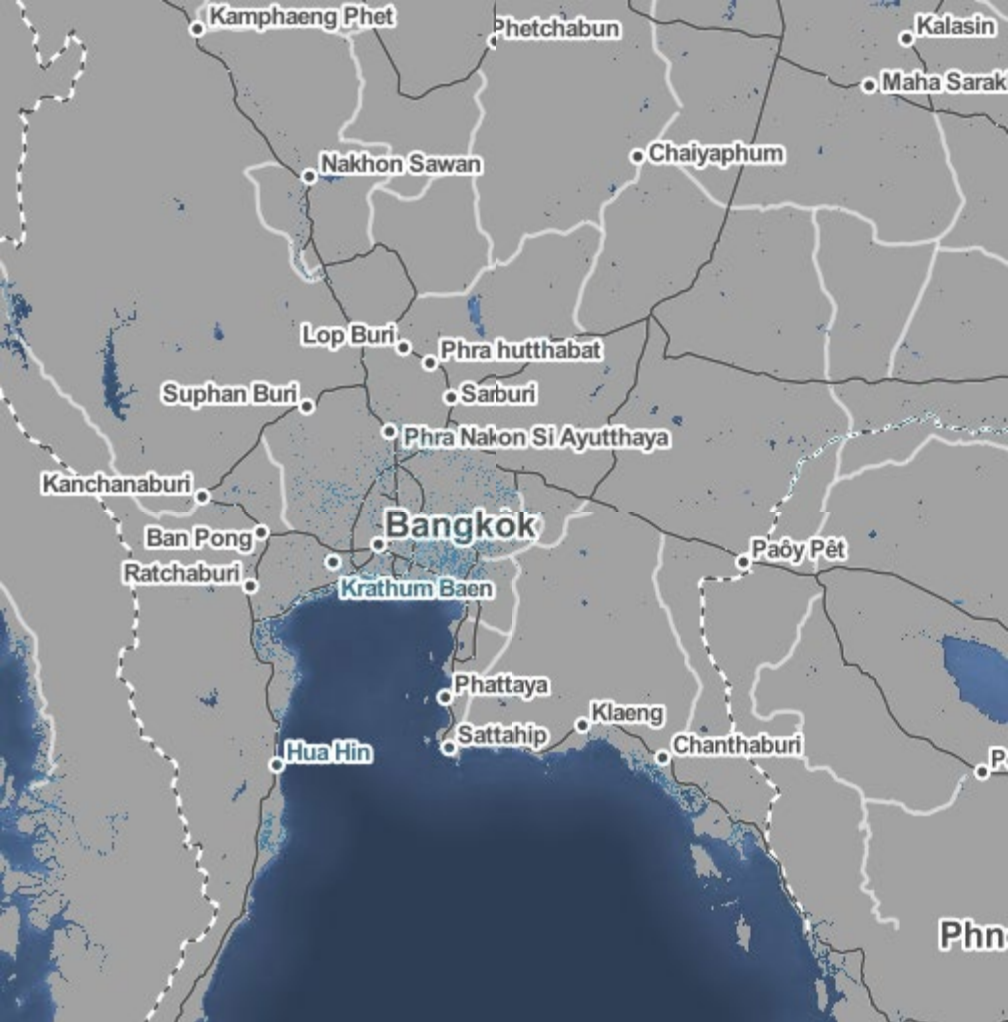 Kamphaeng Phet
Phetchabun
Kalasin
Maha Sarak
Nakhon Sawan
Chaiyaphum
Lop Buri
Phra hutthabat
Suphan Buri
Sarburi
Phra Nakon Si Ayutthaya
Kanchanaburi
Bangkok
Ban Pong
Paôy Pêt
Ratchaburi
Krathum Baen
Phattaya
Klaeng
Sattahip
Chanthaburi
Hua Hin
P
Phn